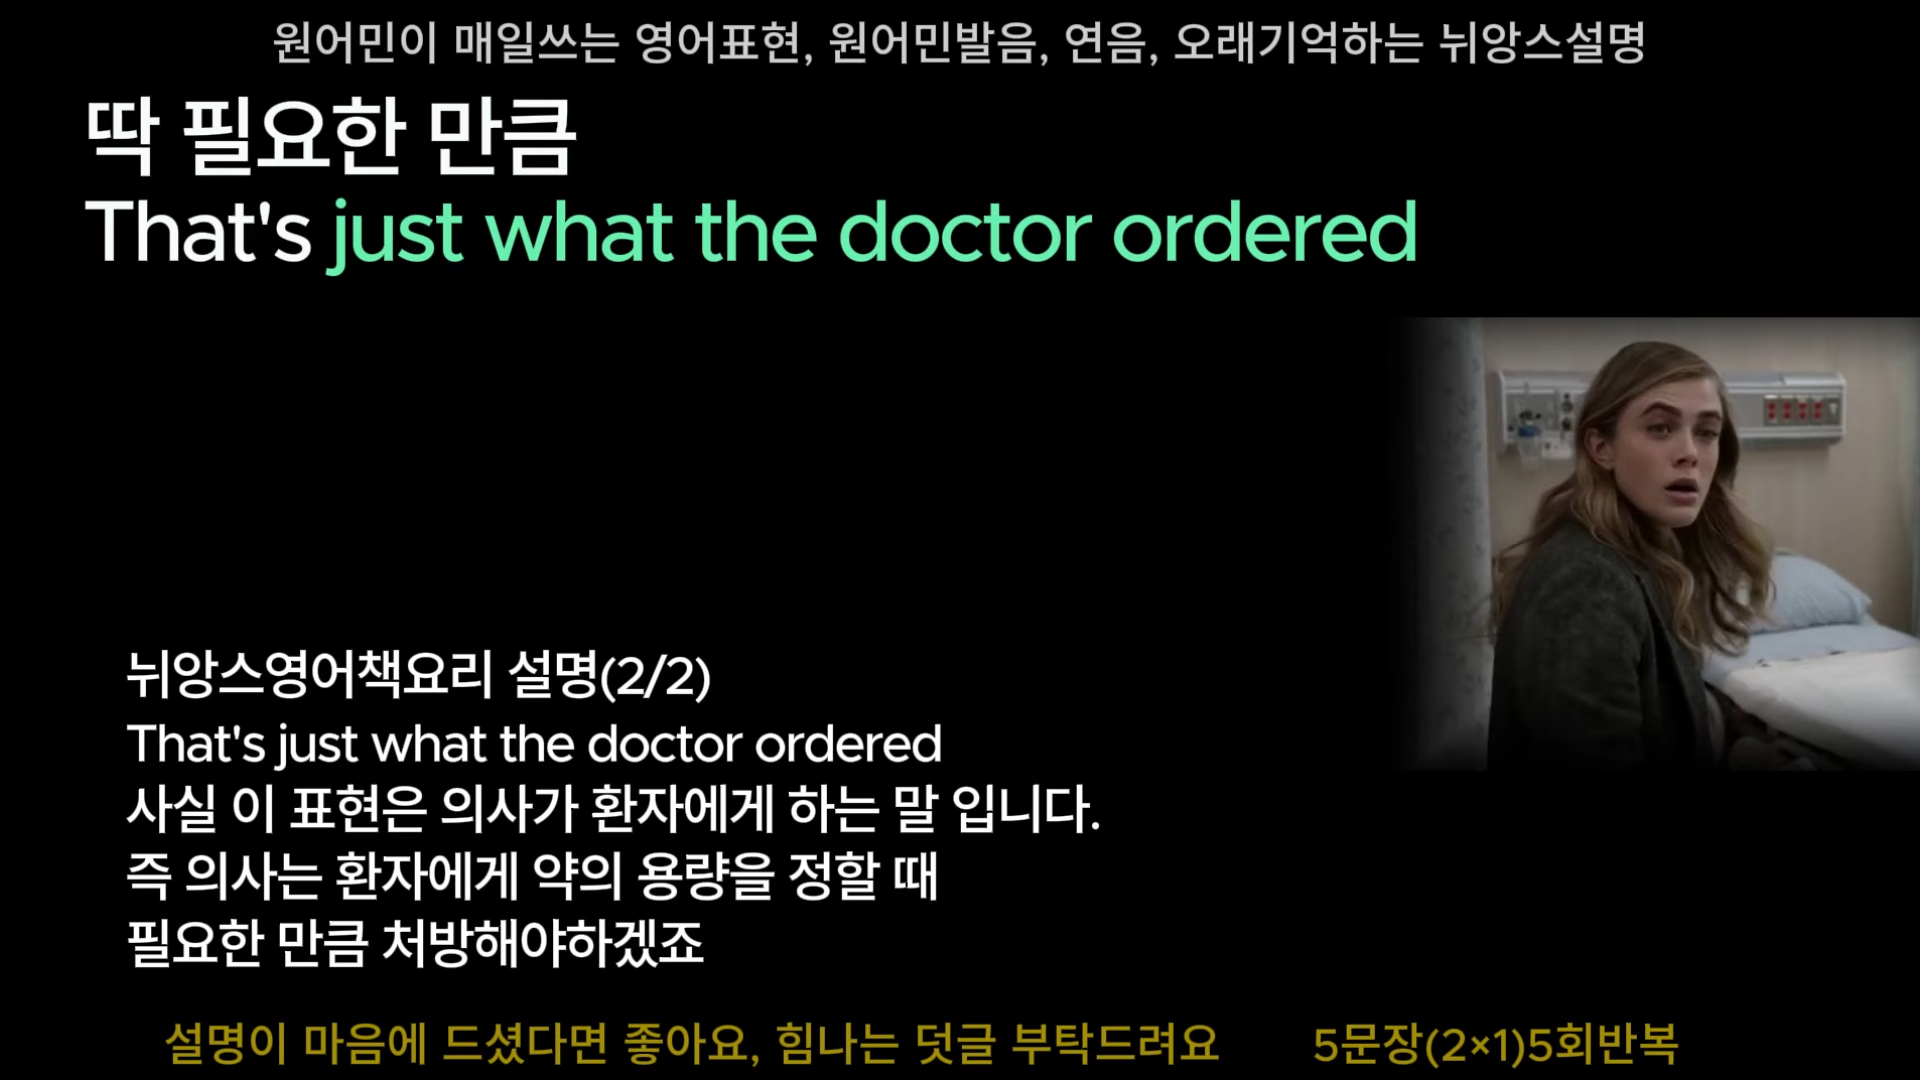 원어민이 매일쓰는 영어표현, 원어민발음, 연음, 오래기억하는 뉘앙스설명
딱 필요한 만큼
That's just what the doctor ordered
뉘앙스영어책요리 설명(2/2)
That's just what the doctor ordered
사실 이 표현은 의사가 환자에게 하는 말 입니다.
즉 의사는 환자에게 약의 용량을 정할 때
필요한 만큼 처방해야하겠죠
설명이 마음에 드셨다면 좋아요, 힘나는 덧글 부탁드려요 5문장(2×1)5회반복